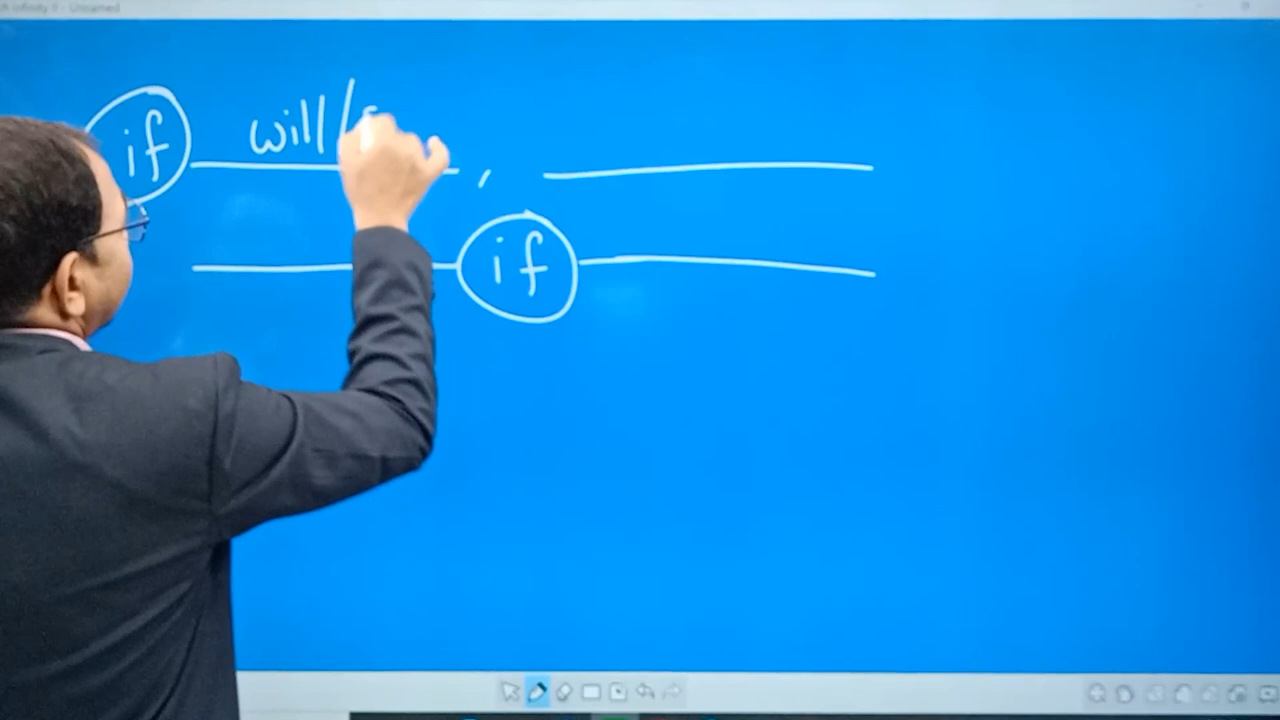 if will/ ,
if